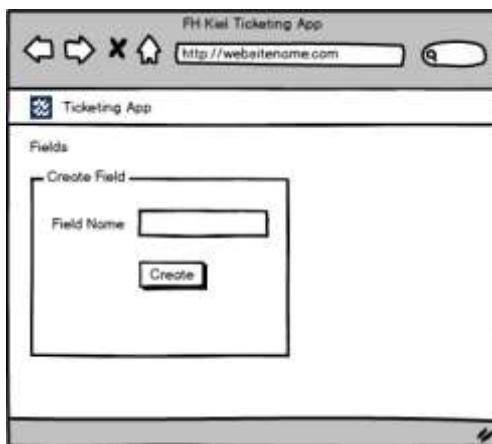 FH Kiel Ticketing App
http://websitename.com
Ticketing App
Fields
Create Field
Field Name
Create